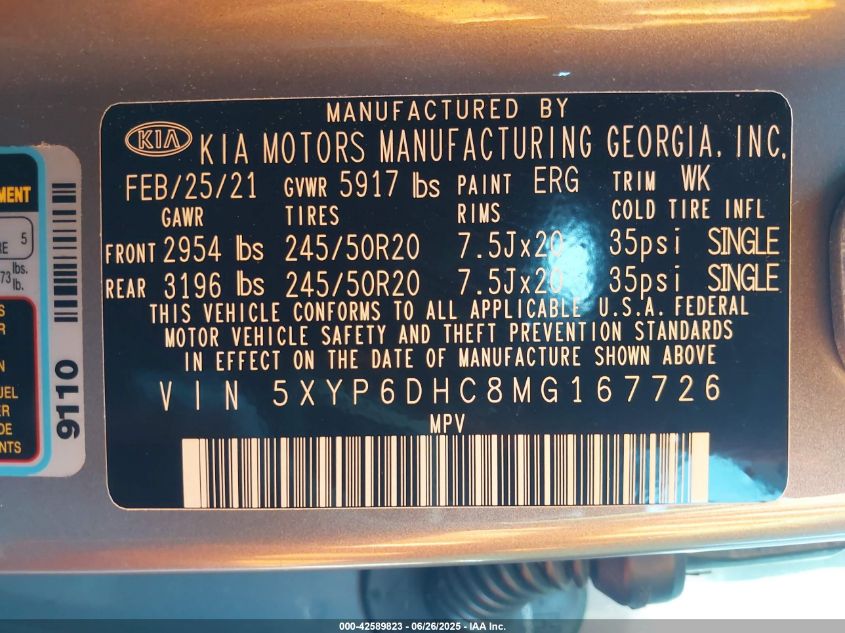 MANUFACTURED BY
KIA KIA MOTORS MANUFACTURING GEORGIA, INC.
FEB/25/21 GVWR 5917 lbs PAINT ERG TRIM WK
GAWR TIRES RIMS COLD TIRE INFL
FRONT 2954 lbs 245/50R20 7.5Jx20 35psi SINGLE
REAR 3196 lbs 245/50R20 7.5Jx20 35psi SINGLE
THIS VEHICLE CONFORMS TO ALL APPLICABLE U.S.A. FEDERAL
MOTOR VEHICLE SAFETY AND THEFT PREVENTION STANDARDS
IN EFFECT ON THE DATE OF MANUFACTURE SHOWN ABOVE
VIN 5XYP6DHC8MG167726
MPV
5
lbs.
9110
000-42589823 / 06/26/2025 - IAA Inc.